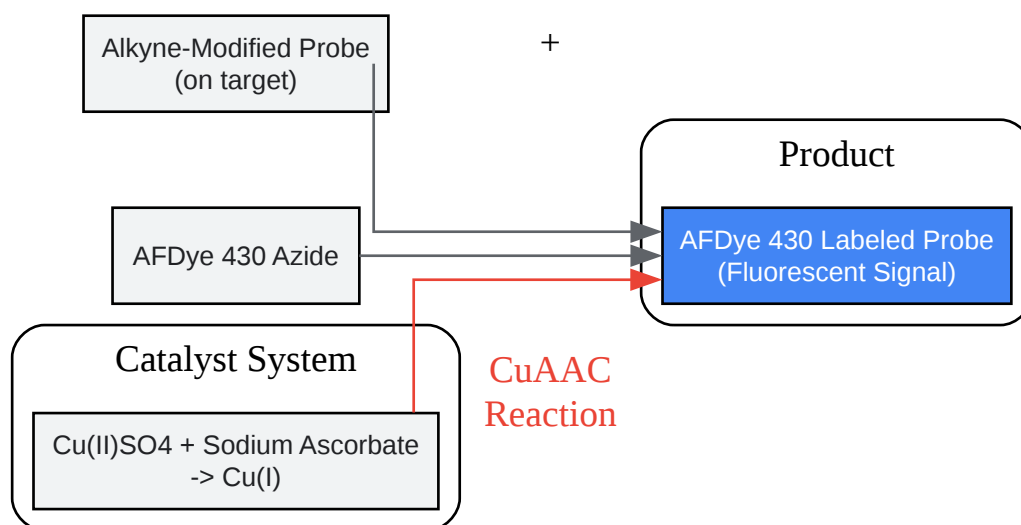 Alkyne-Modified Probe
(on target)
+
Product
AFDye 430 Azide
AFDye 430 Labeled Probe
(Fluorescent Signal)
Catalyst System
CuAAC
Reaction
Cu(II)SO4 + Sodium Ascorbate
-> Cu(I)